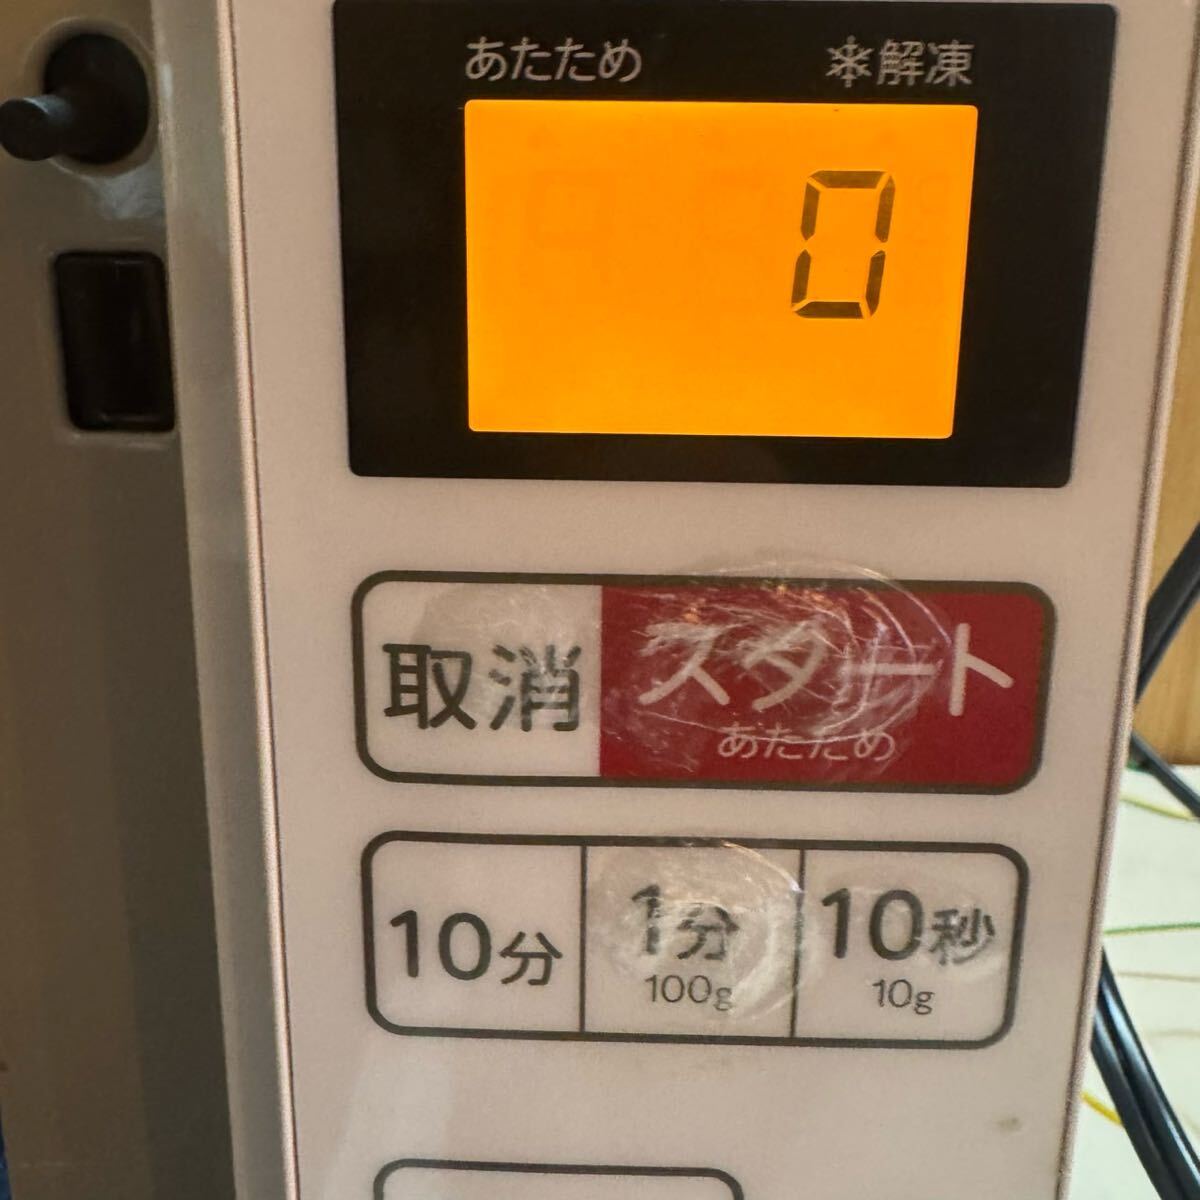 あたため ❄解凍
0
取消 スタート
あたため
10分 1分 10秒
100g 10g